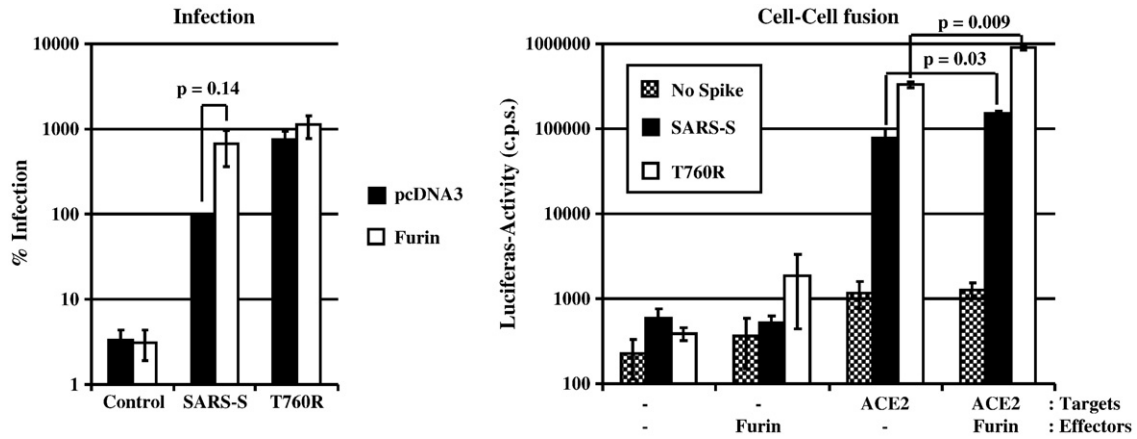 Infection
10000
1000
100
10
1
% Infection
p = 0.14
Control SARS-S T760R
pcDNA3
Furin
Cell-Cell fusion
1000000
100000
10000
1000
100
Luciferas-Activity (c.p.s.)
No Spike
SARS-S
T760R
p = 0.009
p = 0.03
- - ACE2 ACE2 : Targets
- Furin - Furin : Effectors